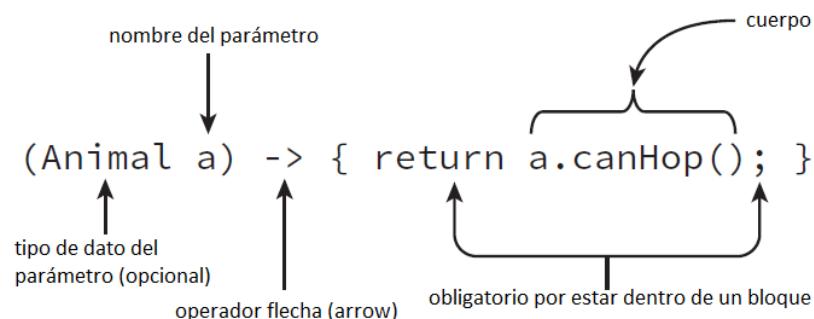 nombre del parámetro
cuerpo
(Animal a) -> { return a.canHop(); }
tipo de dato del
parámetro (opcional)
operador flecha (arrow)
obligatorio por estar dentro de un bloque